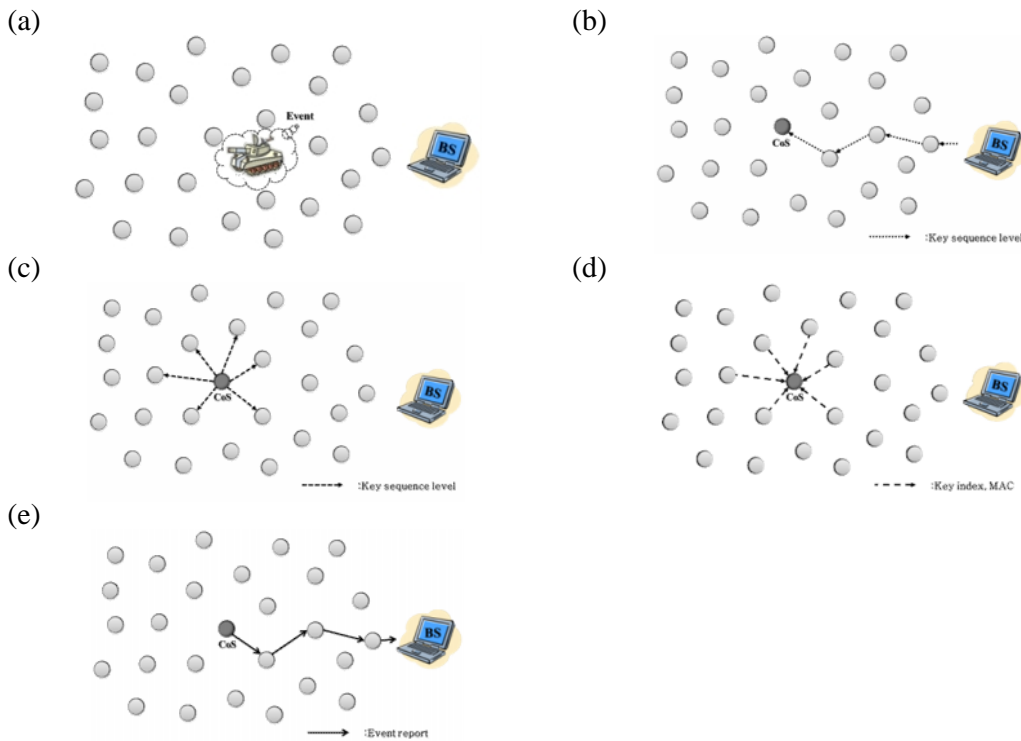 (a)
Event
BS
(b)
CoS
BS
:Key sequence level
(c)
CoS
BS
:Key sequence level
(d)
CoS
BS
:Key index, MAC
(e)
CoS
BS
:Event report